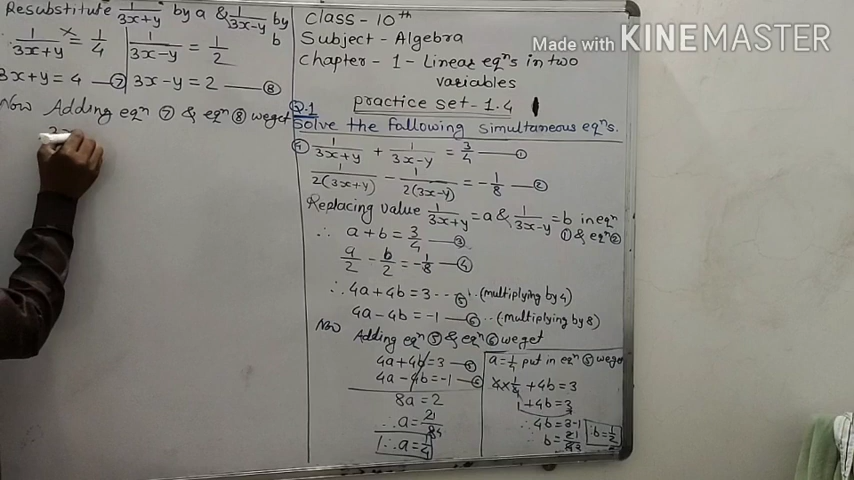 Resubstitute 1/(3x+y) by a & 1/(3x-y) by b
∴ 1/(3x+y) = 1/4
1/(3x-y) = 1/2
3x+y = 4 —⑦
3x-y = 2 —⑧
Now Adding eqⁿ ⑦ & eqⁿ ⑧ we get
3x
Class - 10th
Subject - Algebra
Chapter - 1 - Linear eqⁿs in two
variables
practice set - 1.4
Q.1
Solve the following simultaneous eqⁿs.
1/(3x+y) + 1/(3x-y) = 3/4 —①
1/2(3x+y) - 1/2(3x-y) = -1/8 —②
Replacing value 1/(3x+y) = a & 1/(3x-y) = b in eqⁿ
① & eqⁿ ②
∴ a + b = 3/4 —③
a/2 - b/2 = -1/8 —④
∴ 4a + 4b = 3 --- ⑤ ..(multiplying by 4)
4a - 4b = -1 —⑥ ..(multiplying by 8)
Now Adding eqⁿ ⑤ & eqⁿ ⑥ we get
4a + 4b = 3 —⑤
4a - 4b = -1 —⑥
8a = 2
∴ a = 2/8
∴ a = 1/4
a = 1/4 put in eqⁿ ⑤ we get
4 × 1/4 + 4b = 3
1 + 4b = 3
∴ 4b = 3-1
∴ b = 2/4
∴ b = 1/2
Made with KINEMASTER